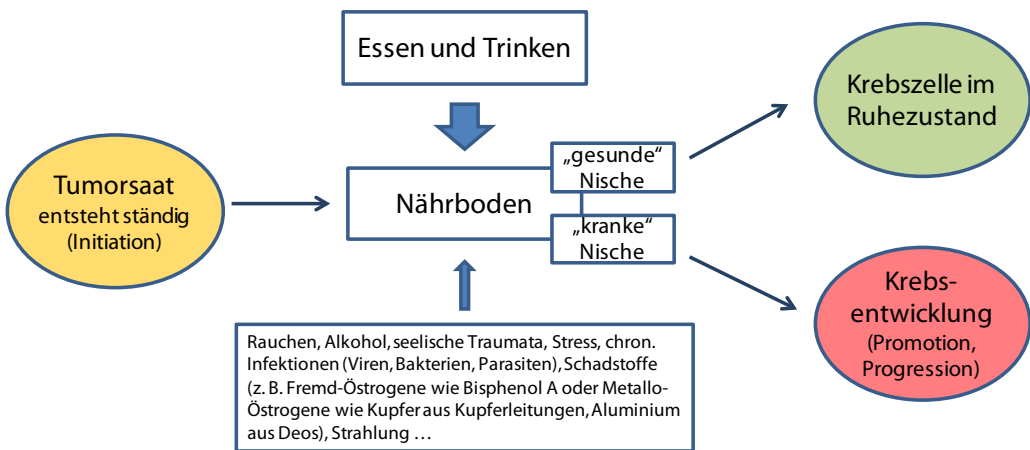 Essen und Trinken
Tumorsaat
entsteht ständig
(Initiation)
Nährboden
„gesunde“
Nische
„kranke“
Nische
Krebszelle im
Ruhezustand
Krebs-
entwicklung
(Promotion,
Progression)
Rauchen, Alkohol, seelische Traumata, Stress, chron.
Infektionen (Viren, Bakterien, Parasiten), Schadstoffe
(z. B. Fremd-Östrogene wie Bisphenol A oder Metallo-
Östrogene wie Kupfer aus Kupferleitungen, Aluminium
aus Deos), Strahlung …